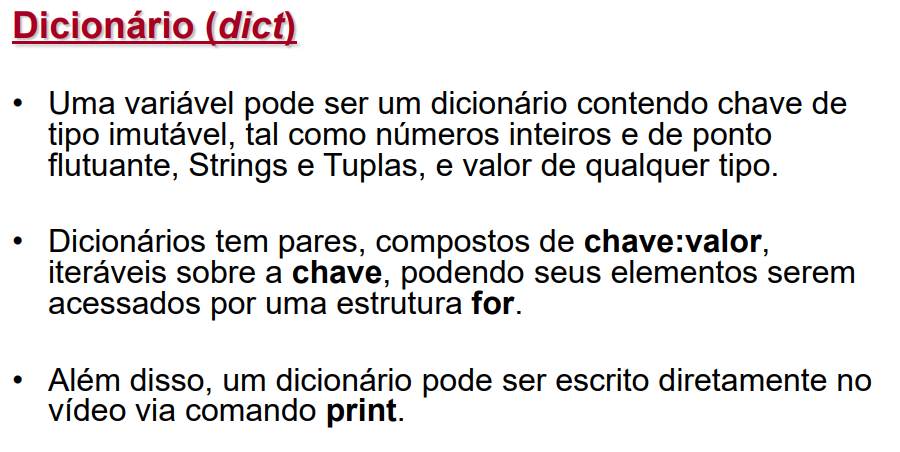 Dicionário (dict)
• Uma variável pode ser um dicionário contendo chave de
tipo imutável, tal como números inteiros e de ponto
flutuante, Strings e Tuplas, e valor de qualquer tipo.
• Dicionários tem pares, compostos de chave:valor,
iteráveis sobre a chave, podendo seus elementos serem
acessados por uma estrutura for.
• Além disso, um dicionário pode ser escrito diretamente no
vídeo via comando print.